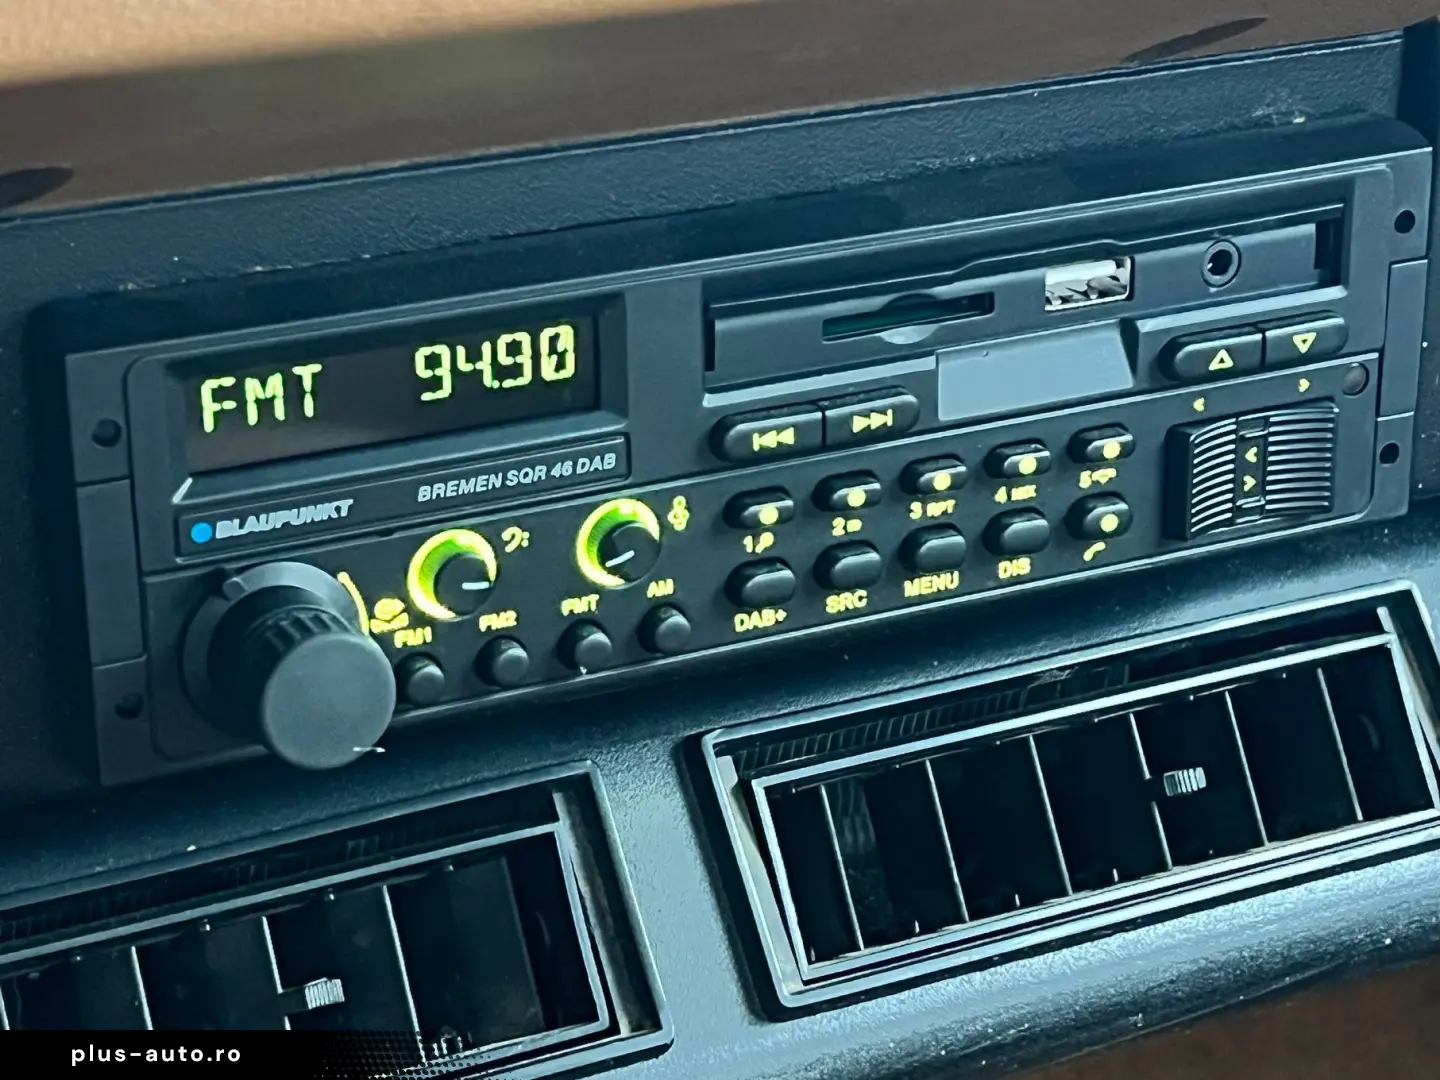 FMT 94.90
BLAUPUNKT
BREMEN SQR 46 DAB
FM1
FM2
FMT
AM
1
2
3 RPT
4 MIX
5
DAB+
SRC
MENU
DIS
plus-auto.ro